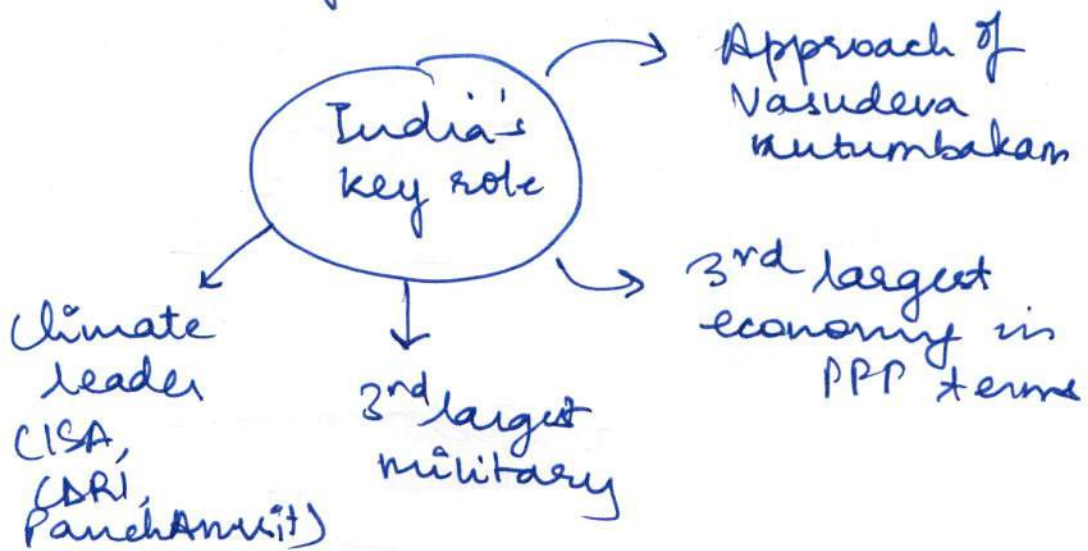 India's
key role
Approach of
Vasudeva
Kutumbakam
3rd largest
economy in
PPP terms
3rd largest
military
Climate
leader
(ISA,
CDRI,
PanchAmrit)